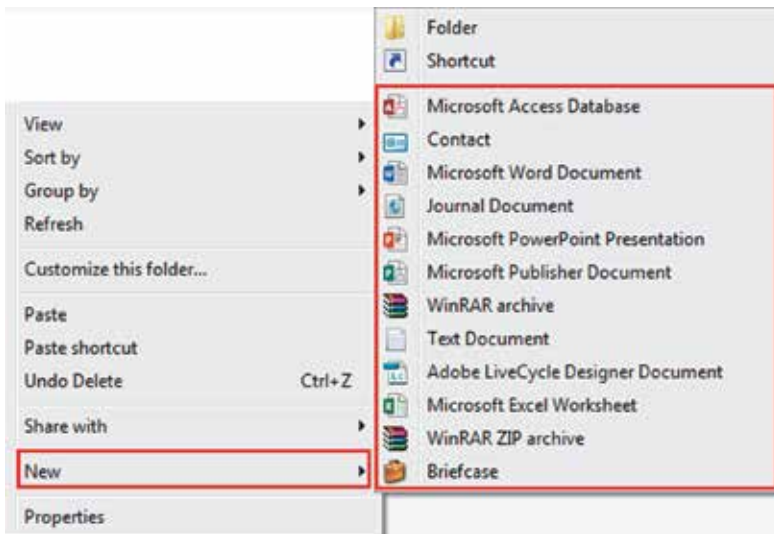 View
Sort by
Group by
Refresh
Customize this folder...
Paste
Paste shortcut
Undo Delete Ctrl+Z
Share with
New
Properties
Folder
Shortcut
Microsoft Access Database
Contact
Microsoft Word Document
Journal Document
Microsoft PowerPoint Presentation
Microsoft Publisher Document
WinRAR archive
Text Document
Adobe LiveCycle Designer Document
Microsoft Excel Worksheet
WinRAR ZIP archive
Briefcase